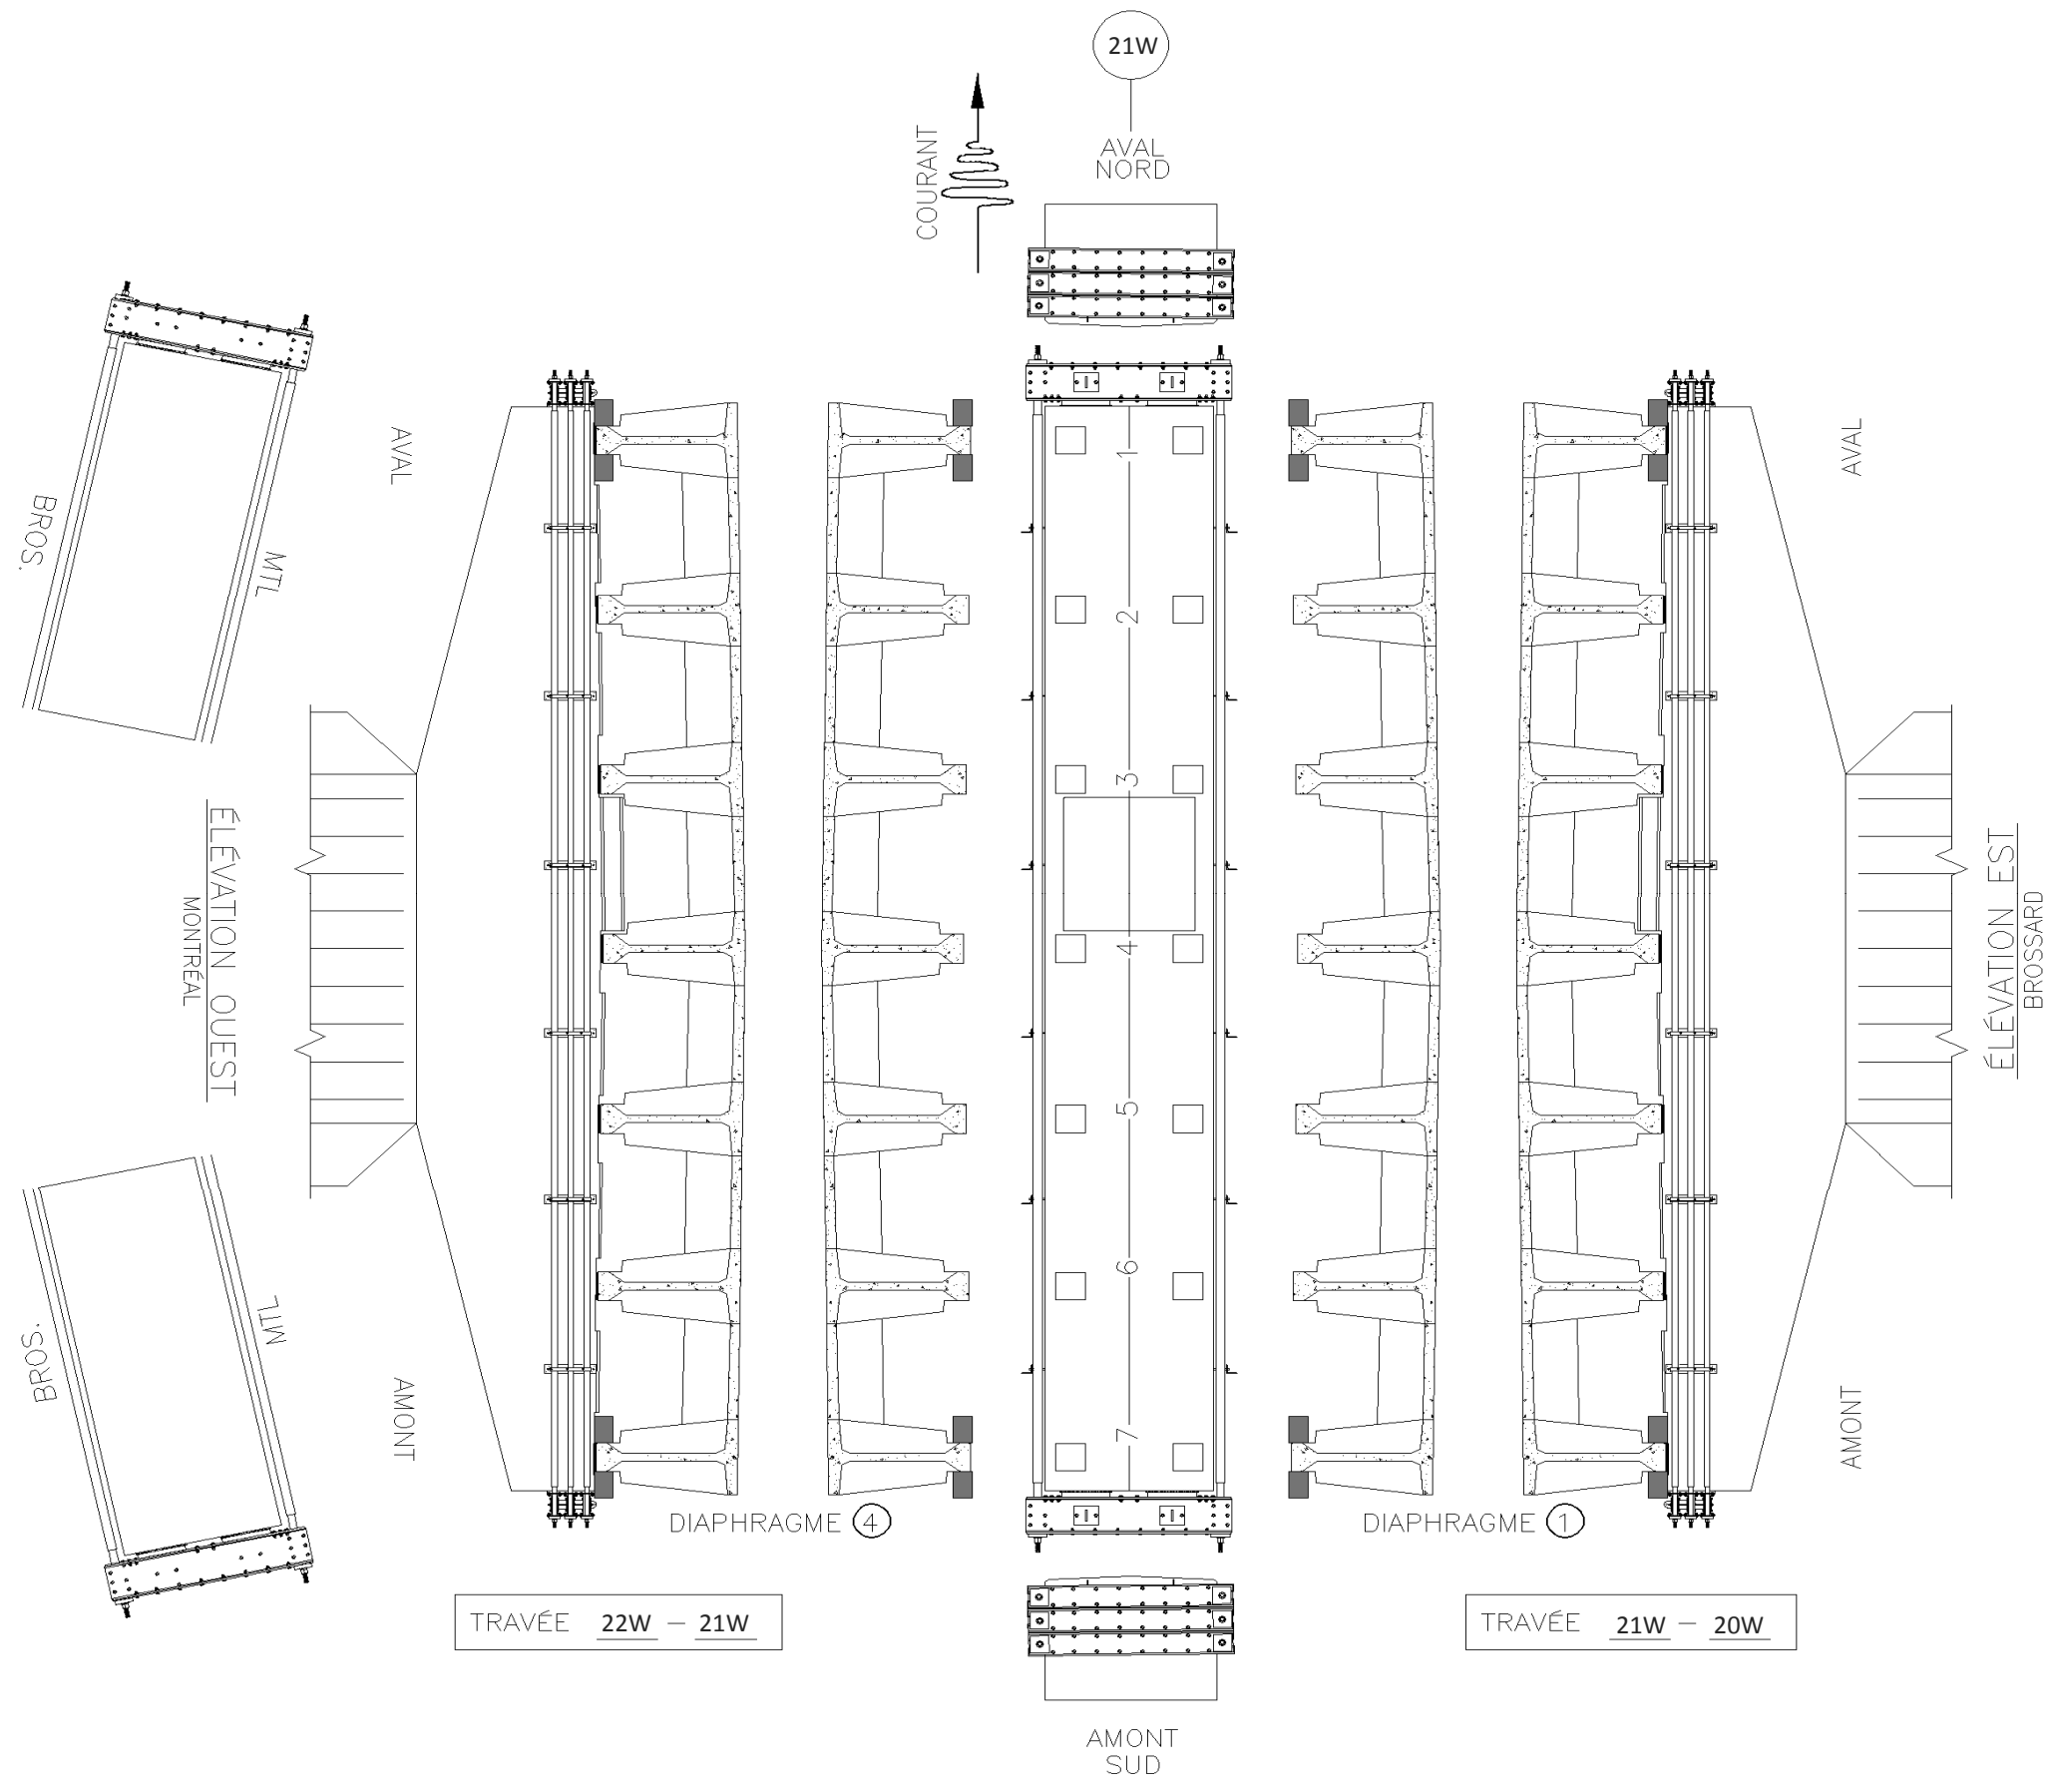 21W
AVAL
NORD
COURANT
AVAL
AVAL
BROS.
MTL
1
2
3
4
5
6
7
ÉLÉVATION OUEST
MONTRÉAL
ÉLÉVATION EST
BROSSARD
BROS.
MTL
AMONT
AMONT
DIAPHRAGME 4
DIAPHRAGME 1
TRAVÉE 22W – 21W
TRAVÉE 21W – 20W
AMONT
SUD